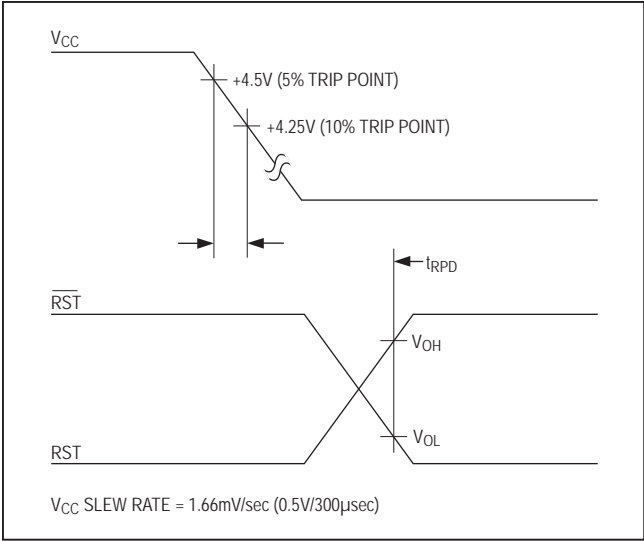 VCC
+4.5V (5% TRIP POINT)
+4.25V (10% TRIP POINT)
tRPD
RST
VOH
VOL
RST
VCC SLEW RATE = 1.66mV/sec (0.5V/300µsec)